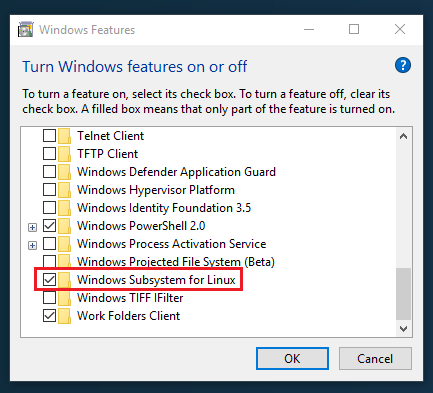 Windows Features
Turn Windows features on or off
?
To turn a feature on, select its check box. To turn a feature off, clear its
check box. A filled box means that only part of the feature is turned on.
Telnet Client
TFTP Client
Windows Defender Application Guard
Windows Hypervisor Platform
Windows Identity Foundation 3.5
Windows PowerShell 2.0
Windows Process Activation Service
Windows Projected File System (Beta)
Windows Subsystem for Linux
Windows TIFF IFilter
Work Folders Client
OK
Cancel